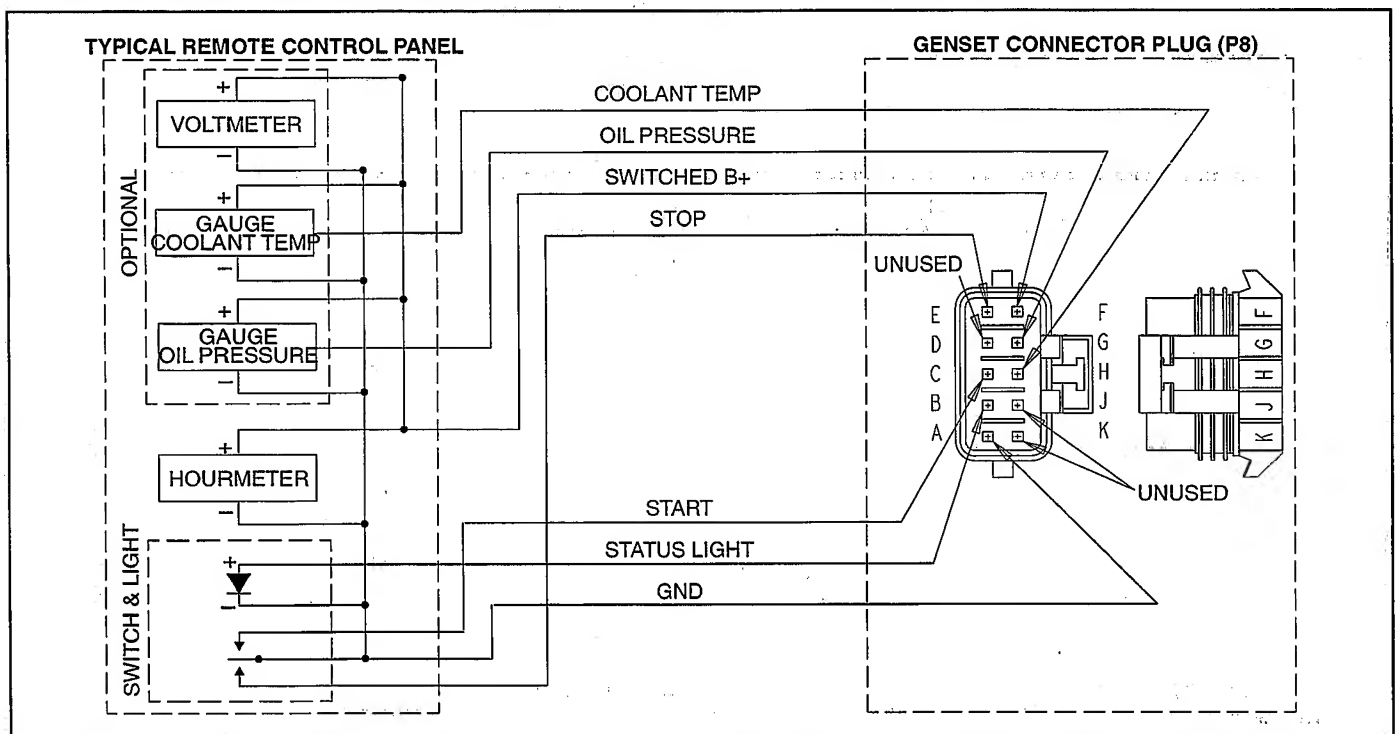 TYPICAL REMOTE CONTROL PANEL
GENSET CONNECTOR PLUG (P8)
OPTIONAL
+
VOLTMETER
−
+
GAUGE
COOLANT TEMP
−
+
GAUGE
OIL PRESSURE
−
+
HOURMETER
−
SWITCH & LIGHT
+
−
COOLANT TEMP
OIL PRESSURE
SWITCHED B+
STOP
START
STATUS LIGHT
GND
UNUSED
E
D
C
B
A
F
G
H
J
K
UNUSED
F
G
H
J
K